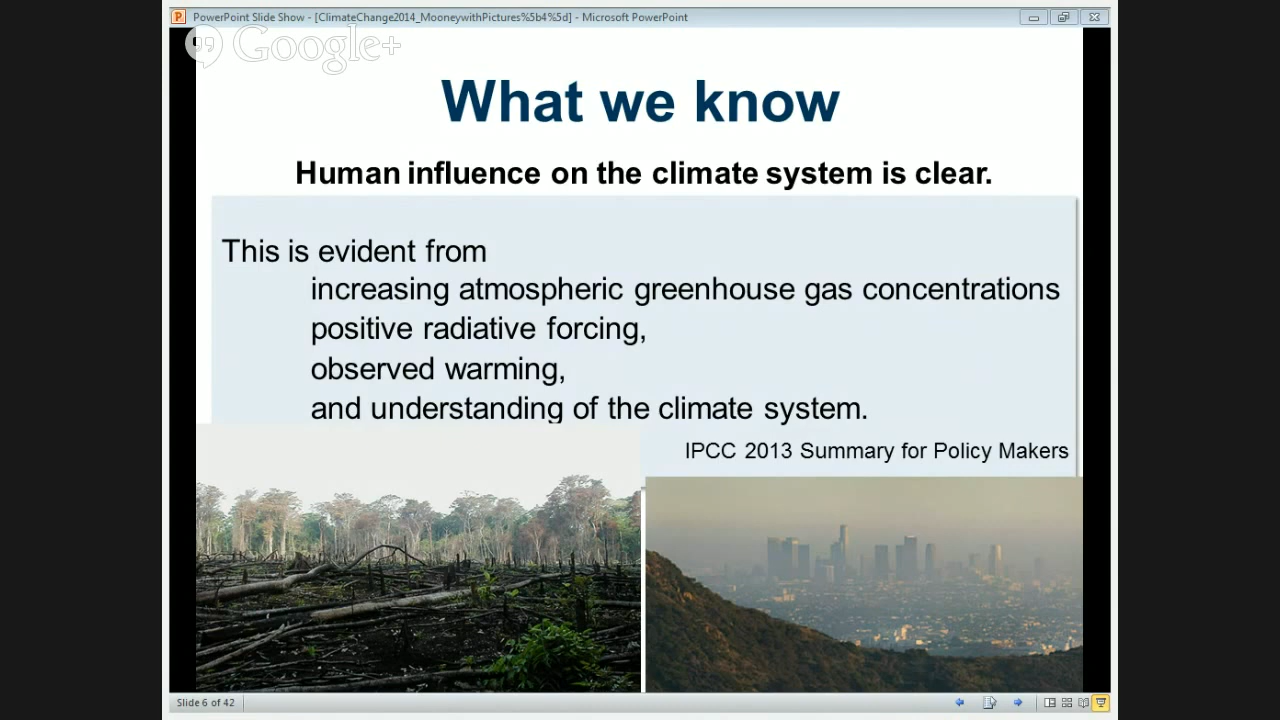 PowerPoint Slide Show - [ClimateChange2014_MooneywithPictures%5b4%5d] - Microsoft PowerPoint
Google+
What we know
Human influence on the climate system is clear.
This is evident from
increasing atmospheric greenhouse gas concentrations
positive radiative forcing,
observed warming,
and understanding of the climate system.
IPCC 2013 Summary for Policy Makers
Slide 6 of 42